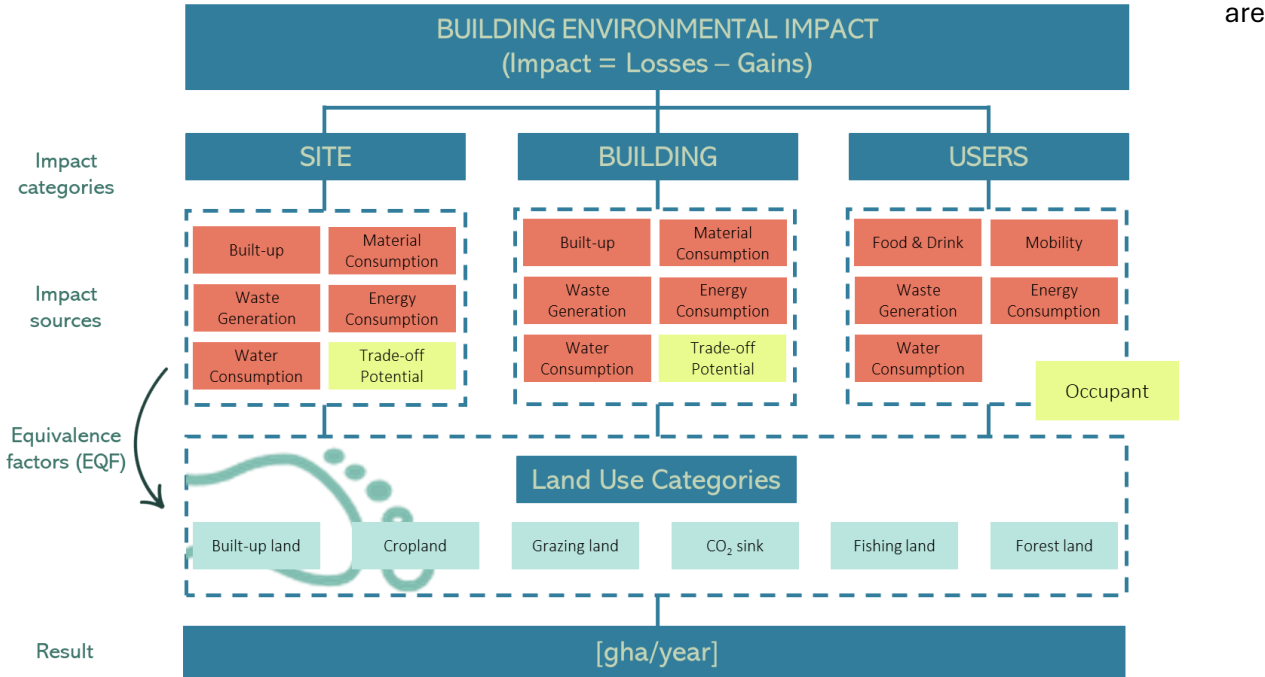 are
BUILDING ENVIRONMENTAL IMPACT
(Impact = Losses – Gains)
Impact
categories
SITE
BUILDING
USERS
Impact
sources
Built-up
Material
Consumption
Waste
Generation
Energy
Consumption
Water
Consumption
Trade-off
Potential
Built-up
Material
Consumption
Waste
Generation
Energy
Consumption
Water
Consumption
Trade-off
Potential
Food & Drink
Mobility
Waste
Generation
Energy
Consumption
Water
Consumption
Occupant
Equivalence
factors (EQF)
Land Use Categories
Built-up land
Cropland
Grazing land
CO₂ sink
Fishing land
Forest land
Result
[gha/year]